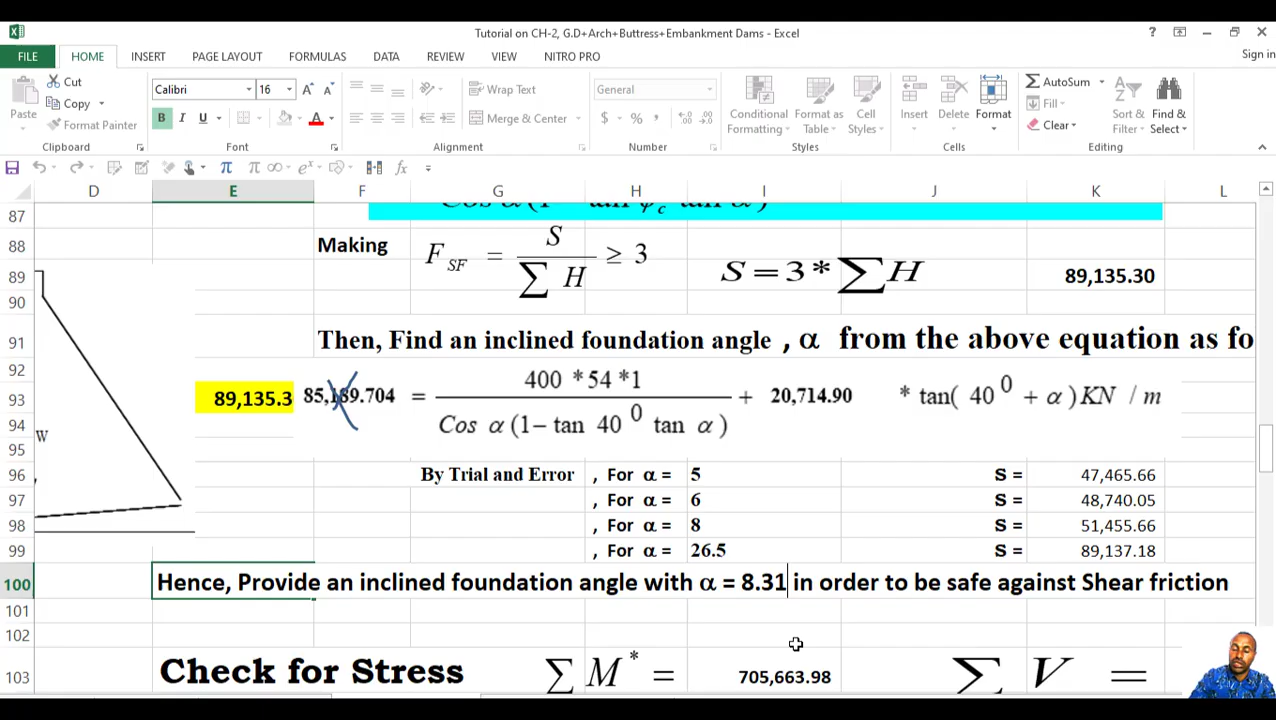 Tutorial on CH-2, G.D+Arch+Buttress+Embankment Dams - Excel
Sign in
FILE HOME INSERT PAGE LAYOUT FORMULAS DATA REVIEW VIEW NITRO PRO
Cut
Copy
Format Painter
Paste
Clipboard
Calibri 16
B I U
Font
Wrap Text
Merge & Center
Alignment
General
$ % ,
Number
Conditional Formatting
Format as Table
Cell Styles
Styles
Insert Delete Format
Cells
AutoSum
Fill
Clear
Sort & Filter
Find & Select
Editing
D E F G H I J K L
87 Cos α (1 − tan φc tan α)
88 Making F SF = S / ∑ H ≥ 3
89 S = 3 * ∑ H 89,135.30
90
91 Then, Find an inclined foundation angle , α from the above equation as fo
92
93 89,135.3 85,189.704 = 400 * 54 * 1 / Cos α (1− tan 40 0 tan α) + 20,714.90 * tan( 40 0 + α) KN / m
94
W
95
96 By Trial and Error , For α = 5 S = 47,465.66
97 , For α = 6 S = 48,740.05
98 , For α = 8 S = 51,455.66
99 , For α = 26.5 S = 89,137.18
100 Hence, Provide an inclined foundation angle with α = 8.31 in order to be safe against Shear friction
101
102
103 Check for Stress ∑ M * = 705,663.98 ∑ V =